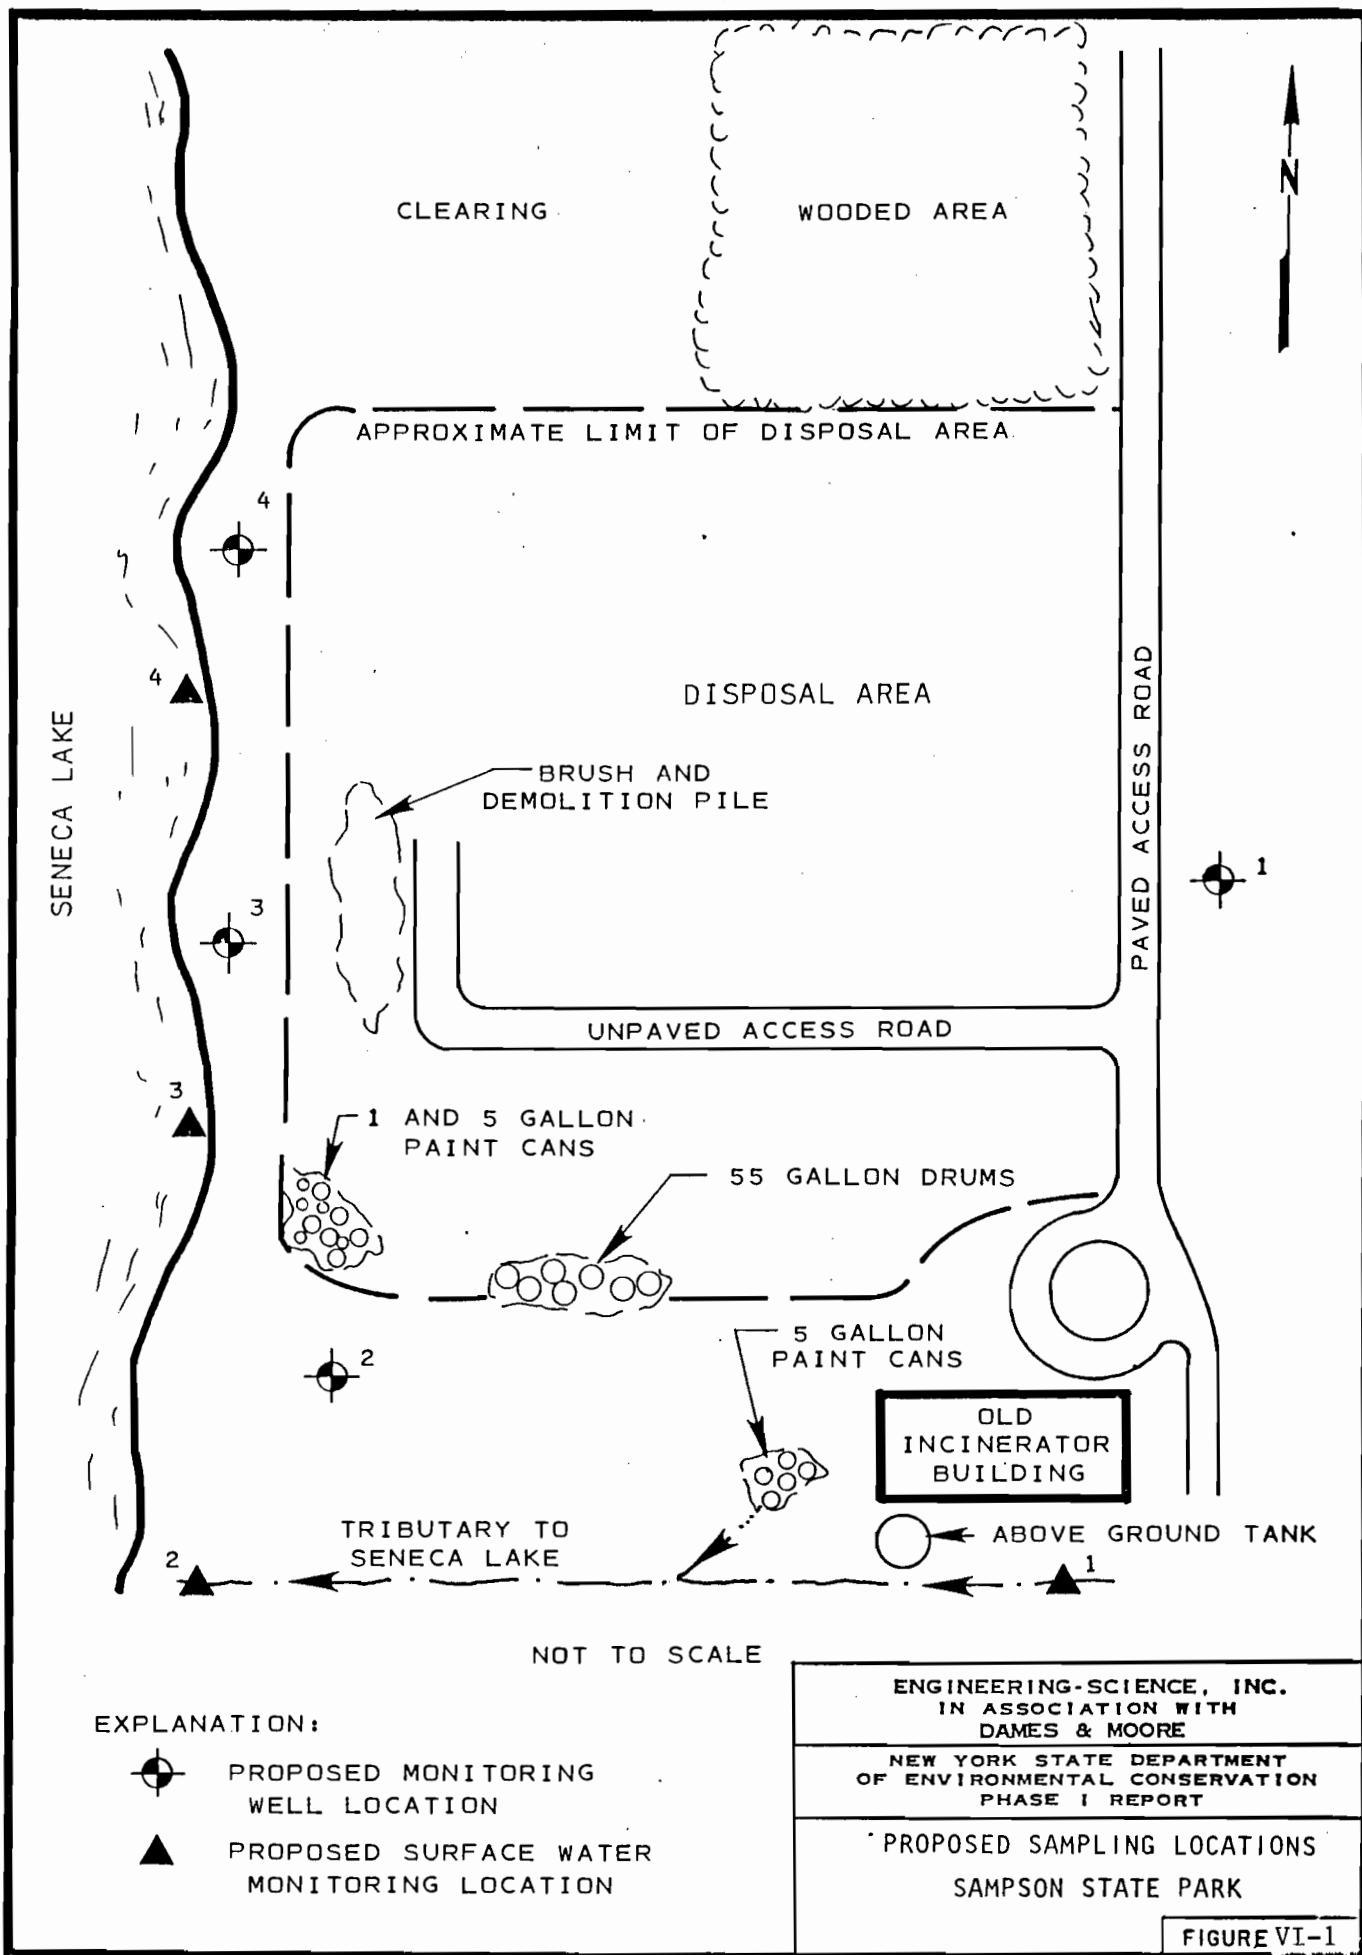 N
CLEARING
WOODED AREA
APPROXIMATE LIMIT OF DISPOSAL AREA
4
4
SENECA LAKE
DISPOSAL AREA
PAVED ACCESS ROAD
BRUSH AND
DEMOLITION PILE
1
3
UNPAVED ACCESS ROAD
3
1 AND 5 GALLON
PAINT CANS
55 GALLON DRUMS
2
5 GALLON
PAINT CANS
OLD
INCINERATOR
BUILDING
TRIBUTARY TO
SENECA LAKE
ABOVE GROUND TANK
2
1
NOT TO SCALE
EXPLANATION:
PROPOSED MONITORING
WELL LOCATION
PROPOSED SURFACE WATER
MONITORING LOCATION
ENGINEERING-SCIENCE, INC.
IN ASSOCIATION WITH
DAMES & MOORE
NEW YORK STATE DEPARTMENT
OF ENVIRONMENTAL CONSERVATION
PHASE I REPORT
PROPOSED SAMPLING LOCATIONS
SAMPSON STATE PARK
FIGURE VI-1